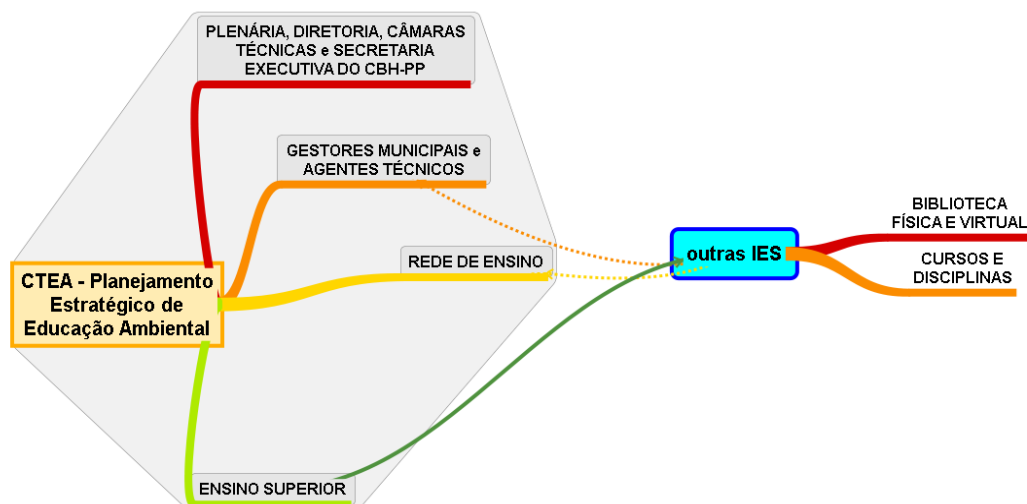 PLENÁRIA, DIRETORIA, CÂMARAS
TÉCNICAS e SECRETARIA
EXECUTIVA DO CBH-PP
GESTORES MUNICIPAIS e
AGENTES TÉCNICOS
REDE DE ENSINO
CTEA - Planejamento
Estratégico de
Educação Ambiental
ENSINO SUPERIOR
outras IES
BIBLIOTECA
FÍSICA E VIRTUAL
CURSOS E
DISCIPLINAS